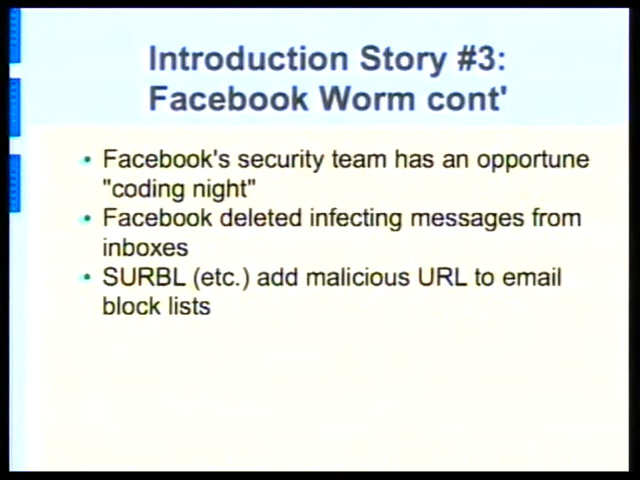 Introduction Story #3:
Facebook Worm cont'
• Facebook's security team has an opportune
"coding night"
• Facebook deleted infecting messages from
inboxes
• SURBL (etc.) add malicious URL to email
block lists